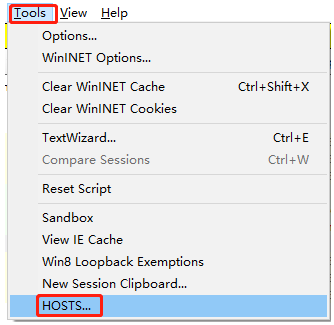 Tools View Help
Options...
WinINET Options...
Clear WinINET Cache Ctrl+Shift+X
Clear WinINET Cookies
TextWizard... Ctrl+E
Compare Sessions Ctrl+W
Reset Script
Sandbox
View IE Cache
Win8 Loopback Exemptions
New Session Clipboard...
HOSTS...